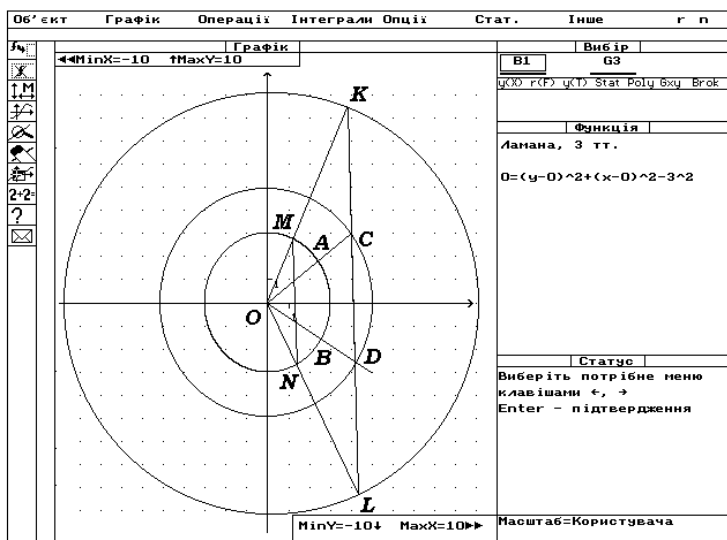 Об'єкт Графік Операції Інтеграли Опції Стат. Інше r n
Графік
◄◄MinX=-10 ↑MaxY=10
2+2=
?
K
M
A
C
1
O
B
D
N
L
MinY=-10↓ MaxX=10►►
Вибір
B1 G3
y(X) r(F) y(T) Stat Poly Gxy Brok
Функція
Ламана, 3 тт.
0=(y-0)^2+(x-0)^2-3^2
Статус
Виберіть потрібне меню
клавішами ←, →
Enter - підтвердження
Масштаб=Користувача